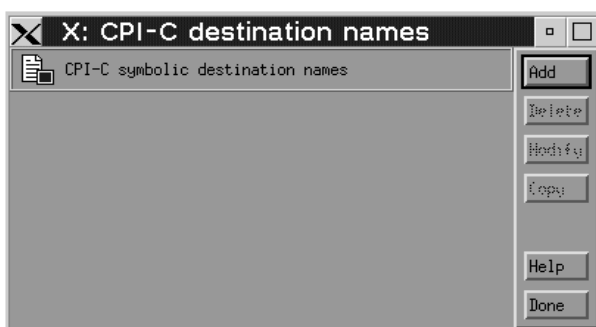 X: CPI-C destination names
CPI-C symbolic destination names
Add
Delete
Modify
Copy
Help
Done